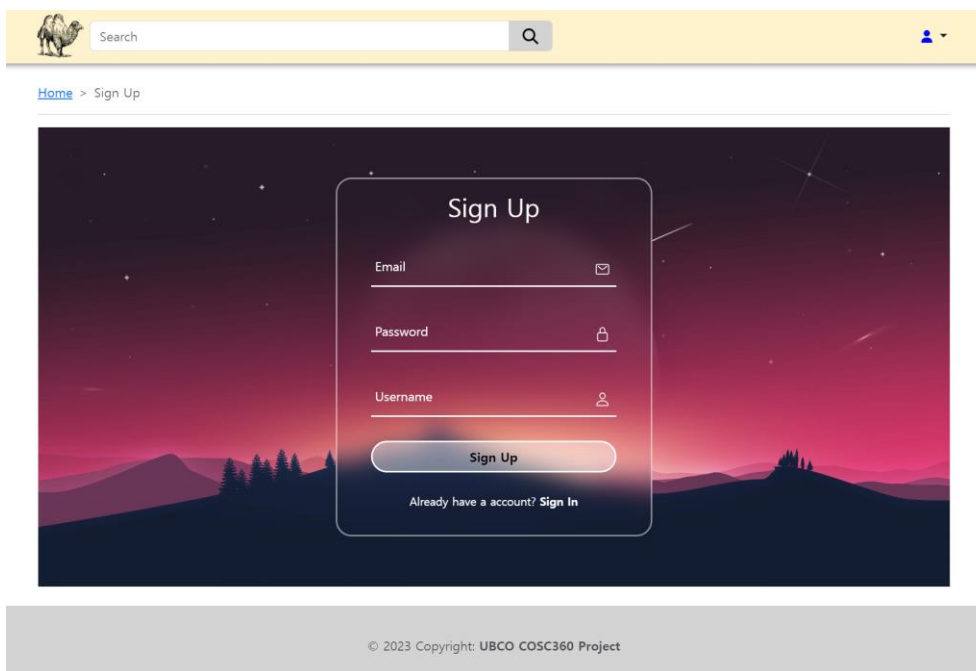 Search
Home > Sign Up
Sign Up
Email
Password
Username
Sign Up
Already have a account? Sign In
© 2023 Copyright: UBCO COSC360 Project